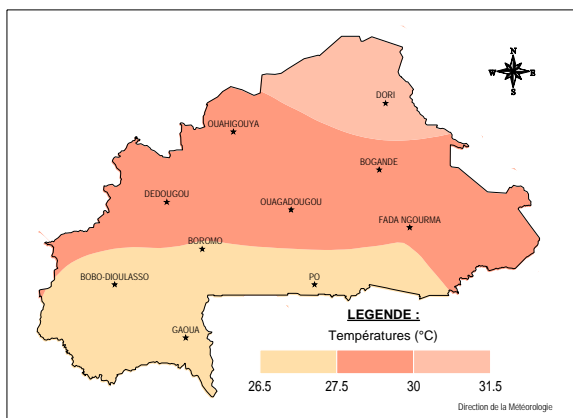 N
W E
S
DORI
OUAHIGOUYA
BOGANDE
DEDOUGOU
OUAGADOUGOU
FADA NGOURMA
BOROMO
BOBO-DIOULASSO
PO
GAOUA
LEGENDE :
Températures (°C)
26.5 27.5 30 31.5
Direction de la Météorologie